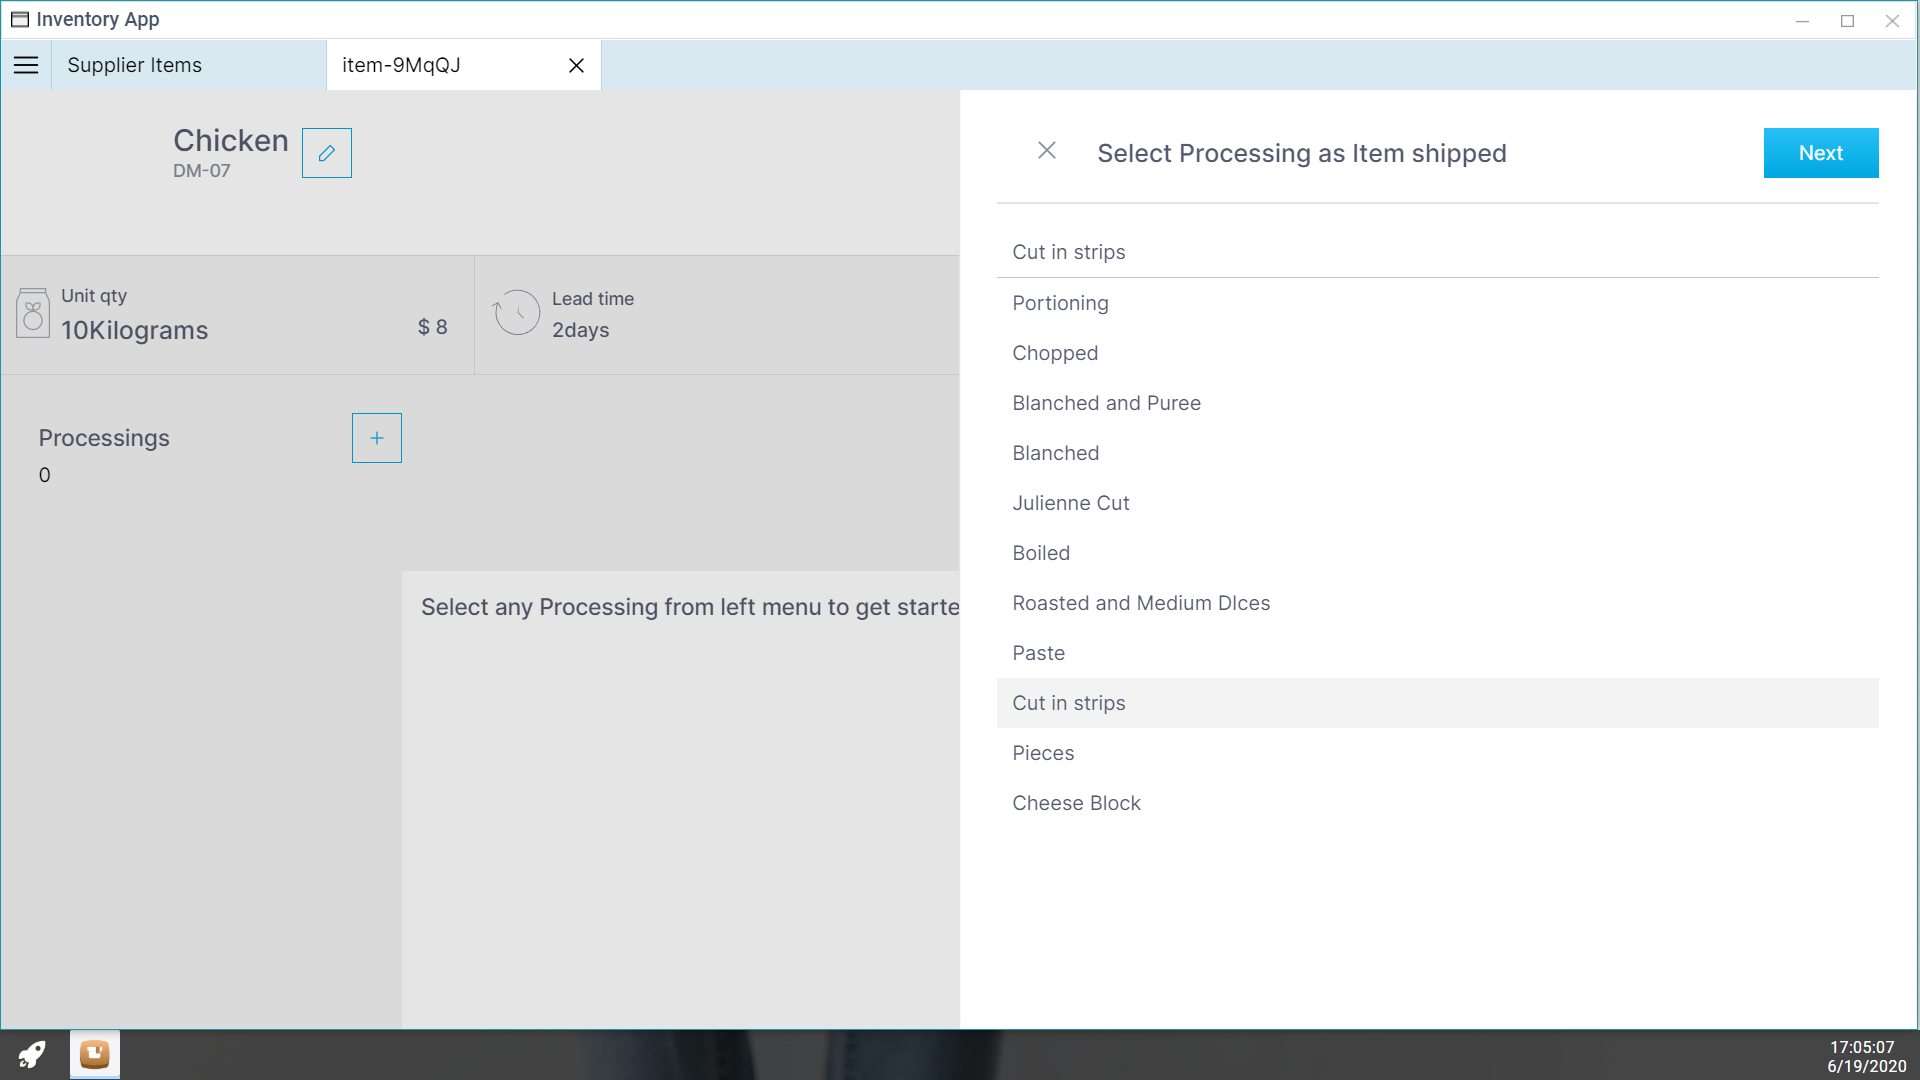 Inventory App
Supplier Items
item-9MqQJ
Chicken
DM-07
Unit qty
10Kilograms
$ 8
Lead time
2days
Processings
0
Select any Processing from left menu to get starte
Select Processing as Item shipped
Next
Cut in strips
Portioning
Chopped
Blanched and Puree
Blanched
Julienne Cut
Boiled
Roasted and Medium DIces
Paste
Cut in strips
Pieces
Cheese Block
17:05:07
6/19/2020